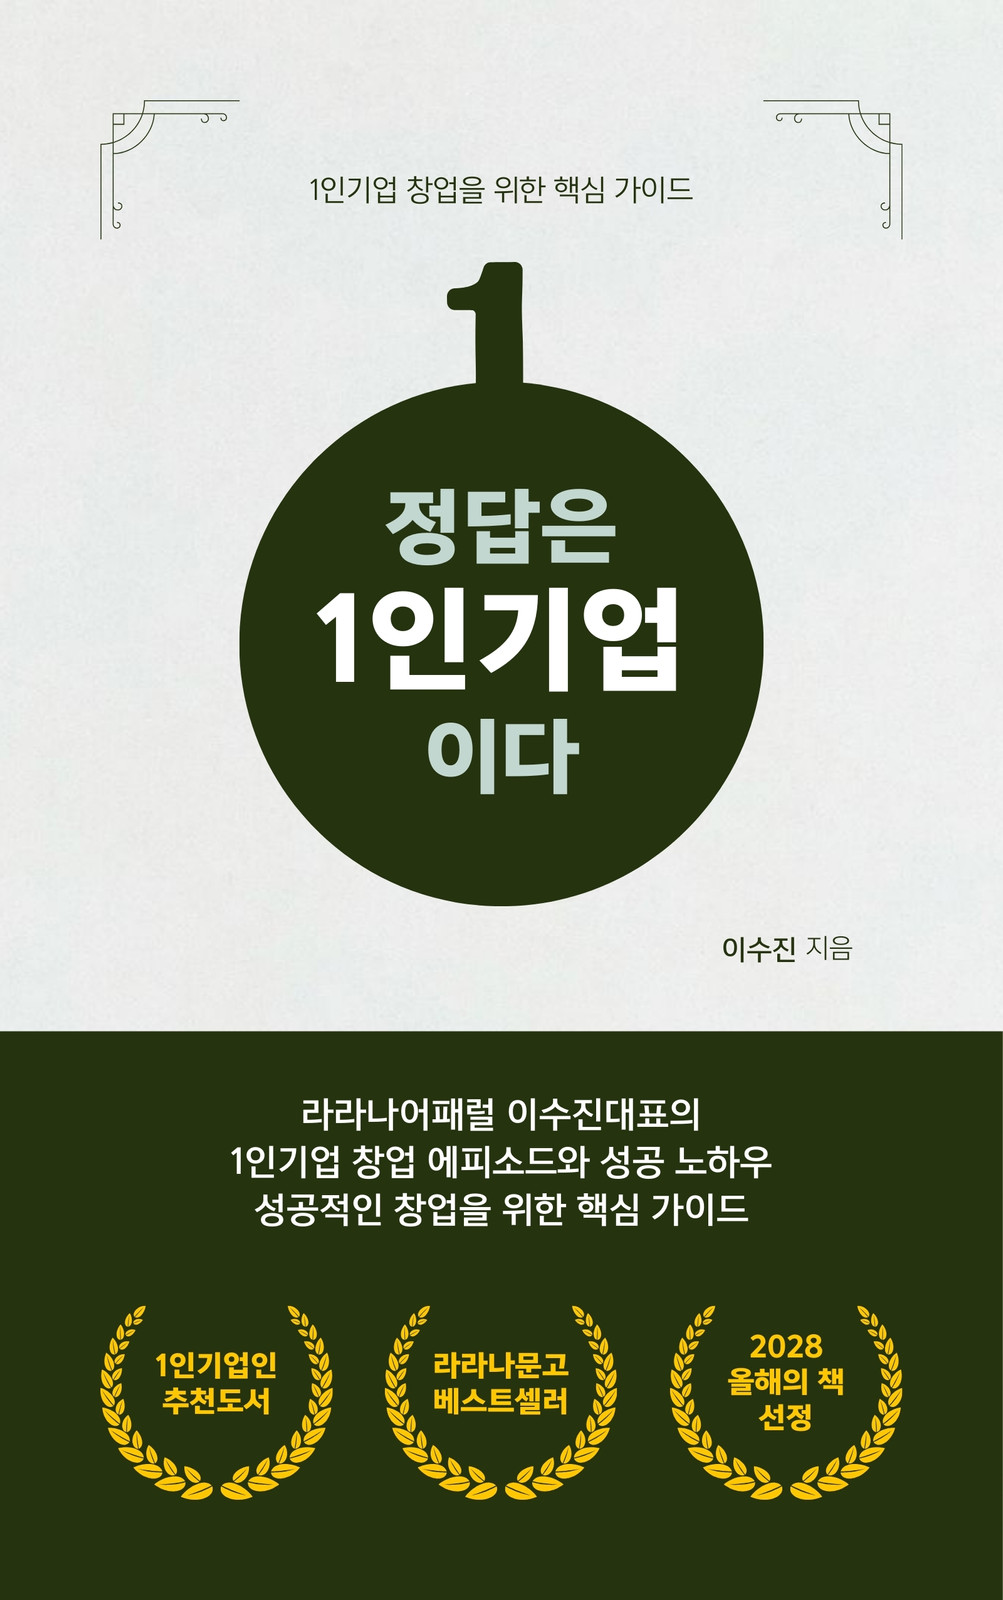 1인기업 창업을 위한 핵심 가이드
1
정답은
1인기업
이다
이수진 지음
라라나어패럴 이수진대표의
1인기업 창업 에피소드와 성공 노하우
성공적인 창업을 위한 핵심 가이드
1인기업인
추천도서
라라나문고
베스트셀러
2028
올해의 책
선정